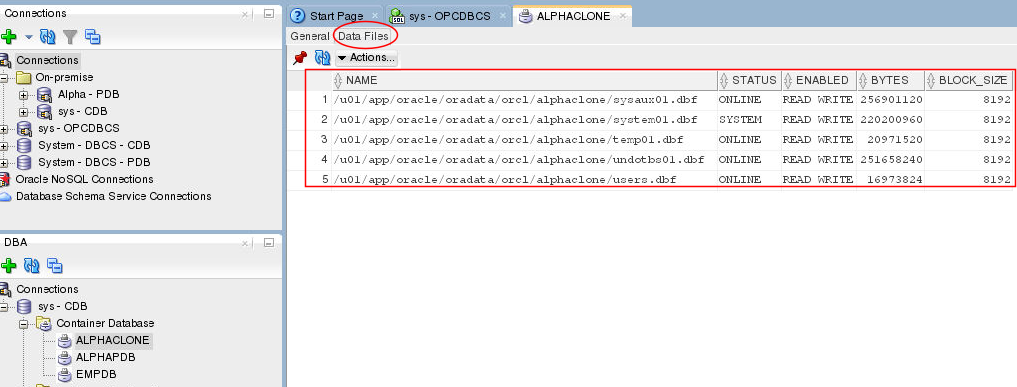 Connections
Connections
On-premise
Alpha - PDB
sys - CDB
sys - OPCDBCS
System - DBCS - CDB
System - DBCS - PDB
Oracle NoSQL Connections
Database Schema Service Connections
DBA
Connections
sys - CDB
Container Database
ALPHACLONE
ALPHAPDB
EMPDB
Start Page sys - OPCDBCS ALPHACLONE
General Data Files
Actions...
NAME STATUS ENABLED BYTES BLOCK_SIZE
1 /u01/app/oracle/oradata/orcl/alphaclone/sysaux01.dbf ONLINE READ WRITE 256901120 8192
2 /u01/app/oracle/oradata/orcl/alphaclone/system01.dbf SYSTEM READ WRITE 220200960 8192
3 /u01/app/oracle/oradata/orcl/alphaclone/temp01.dbf ONLINE READ WRITE 20971520 8192
4 /u01/app/oracle/oradata/orcl/alphaclone/undotbs01.dbf ONLINE READ WRITE 251658240 8192
5 /u01/app/oracle/oradata/orcl/alphaclone/users.dbf ONLINE READ WRITE 16973824 8192